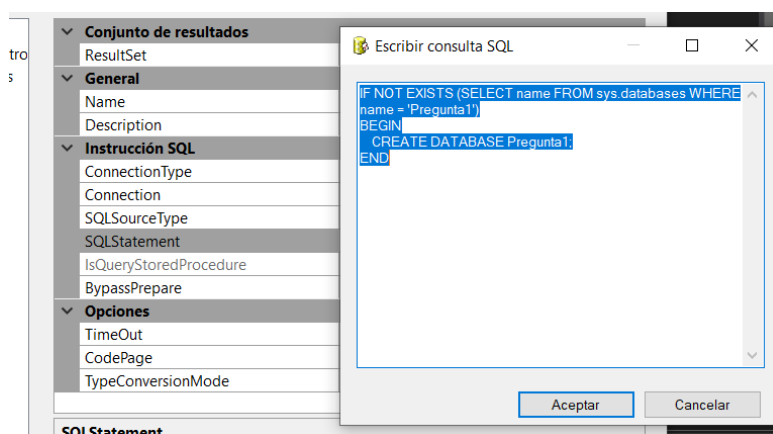 tro
s
Conjunto de resultados
ResultSet
General
Name
Description
Instrucción SQL
ConnectionType
Connection
SQLSourceType
SQLStatement
IsQueryStoredProcedure
BypassPrepare
Opciones
TimeOut
CodePage
TypeConversionMode
SQLStatement
Escribir consulta SQL
IF NOT EXISTS (SELECT name FROM sys.databases WHERE
name = 'Pregunta1')
BEGIN
CREATE DATABASE Pregunta1;
END
Aceptar
Cancelar